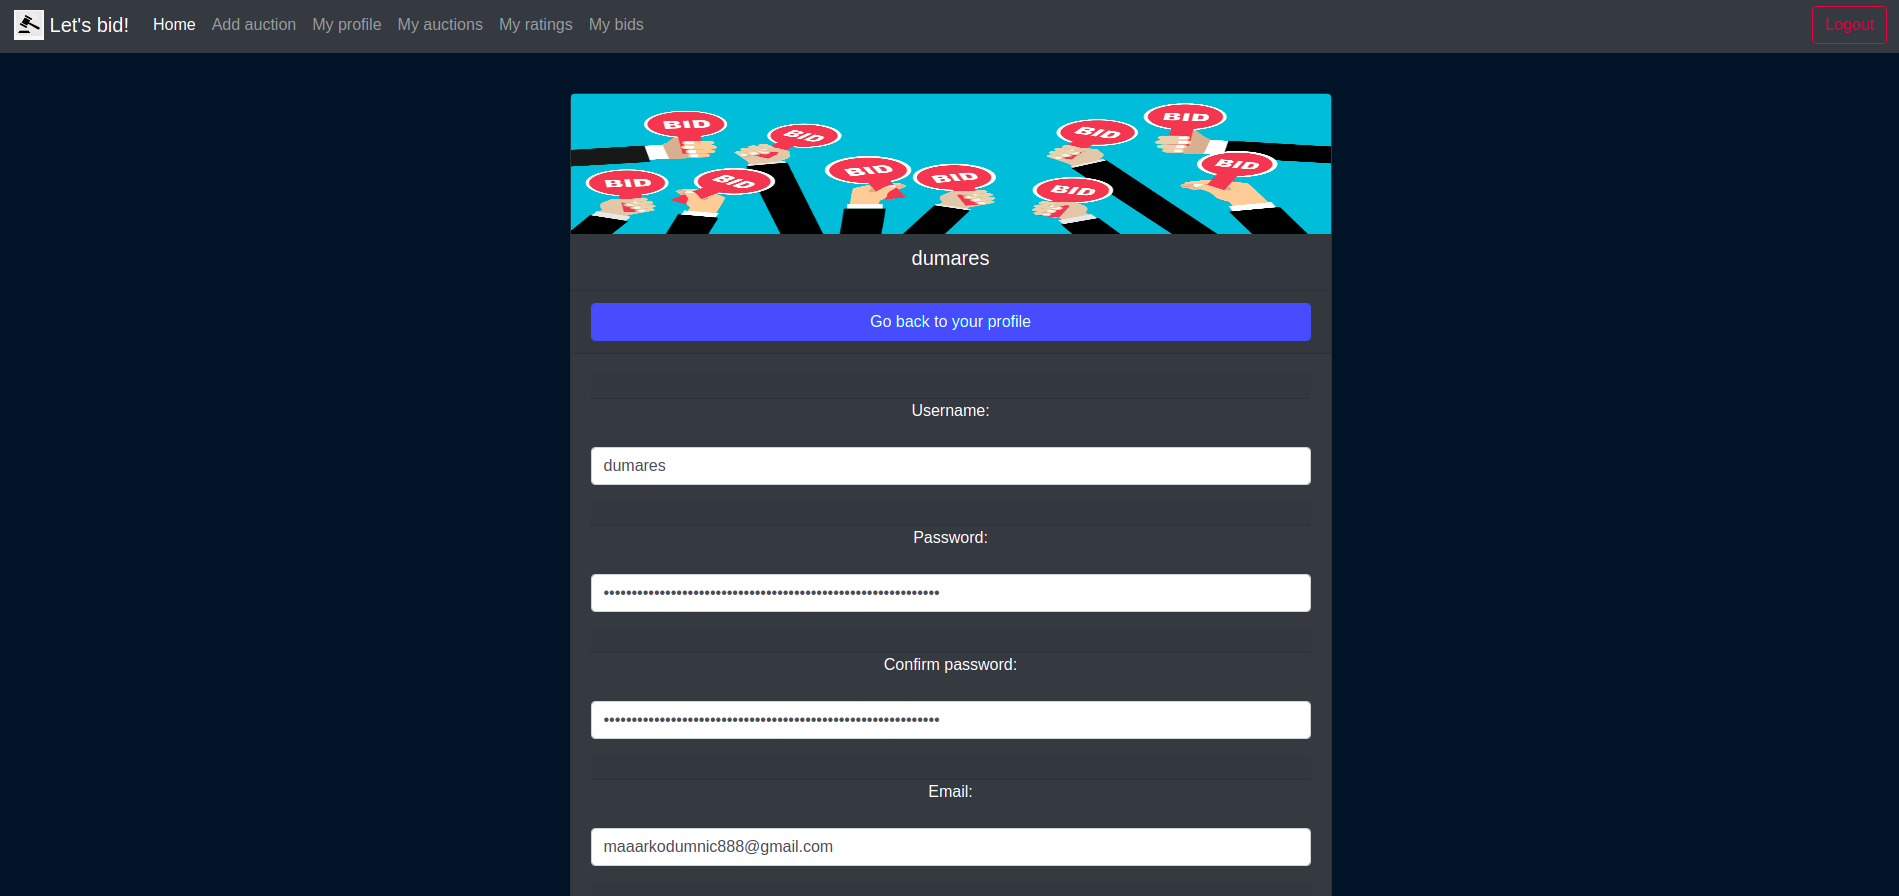 Let's bid! Home Add auction My profile My auctions My ratings My bids Logout
BID BID BID BID
BID BID BID BID BID BID
dumares
Go back to your profile
Username:
dumares
Password:
••••••••••••••••••••••••••••••••••••••••••••••••••••••••••••
Confirm password:
••••••••••••••••••••••••••••••••••••••••••••••••••••••••••••
Email:
maaarkodumnic888@gmail.com